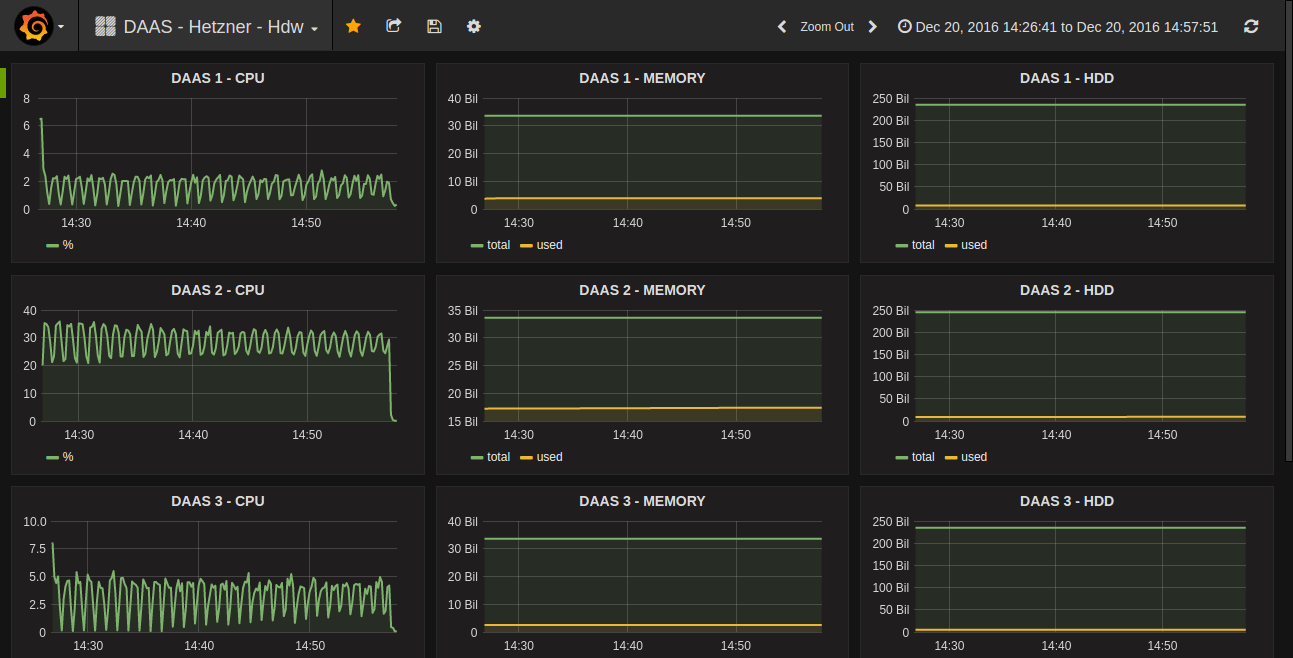 DAAS - Hetzner - Hdw
Zoom Out
Dec 20, 2016 14:26:41 to Dec 20, 2016 14:57:51
DAAS 1 - CPU
8
6
4
2
0
14:30 14:40 14:50
%
DAAS 1 - MEMORY
40 Bil
30 Bil
20 Bil
10 Bil
0
14:30 14:40 14:50
total used
DAAS 1 - HDD
250 Bil
200 Bil
150 Bil
100 Bil
50 Bil
0
14:30 14:40 14:50
total used
DAAS 2 - CPU
40
30
20
10
0
14:30 14:40 14:50
%
DAAS 2 - MEMORY
35 Bil
30 Bil
25 Bil
20 Bil
15 Bil
14:30 14:40 14:50
total used
DAAS 2 - HDD
250 Bil
200 Bil
150 Bil
100 Bil
50 Bil
0
14:30 14:40 14:50
total used
DAAS 3 - CPU
10.0
7.5
5.0
2.5
0
14:30 14:40 14:50
DAAS 3 - MEMORY
40 Bil
30 Bil
20 Bil
10 Bil
0
14:30 14:40 14:50
DAAS 3 - HDD
250 Bil
200 Bil
150 Bil
100 Bil
50 Bil
0
14:30 14:40 14:50